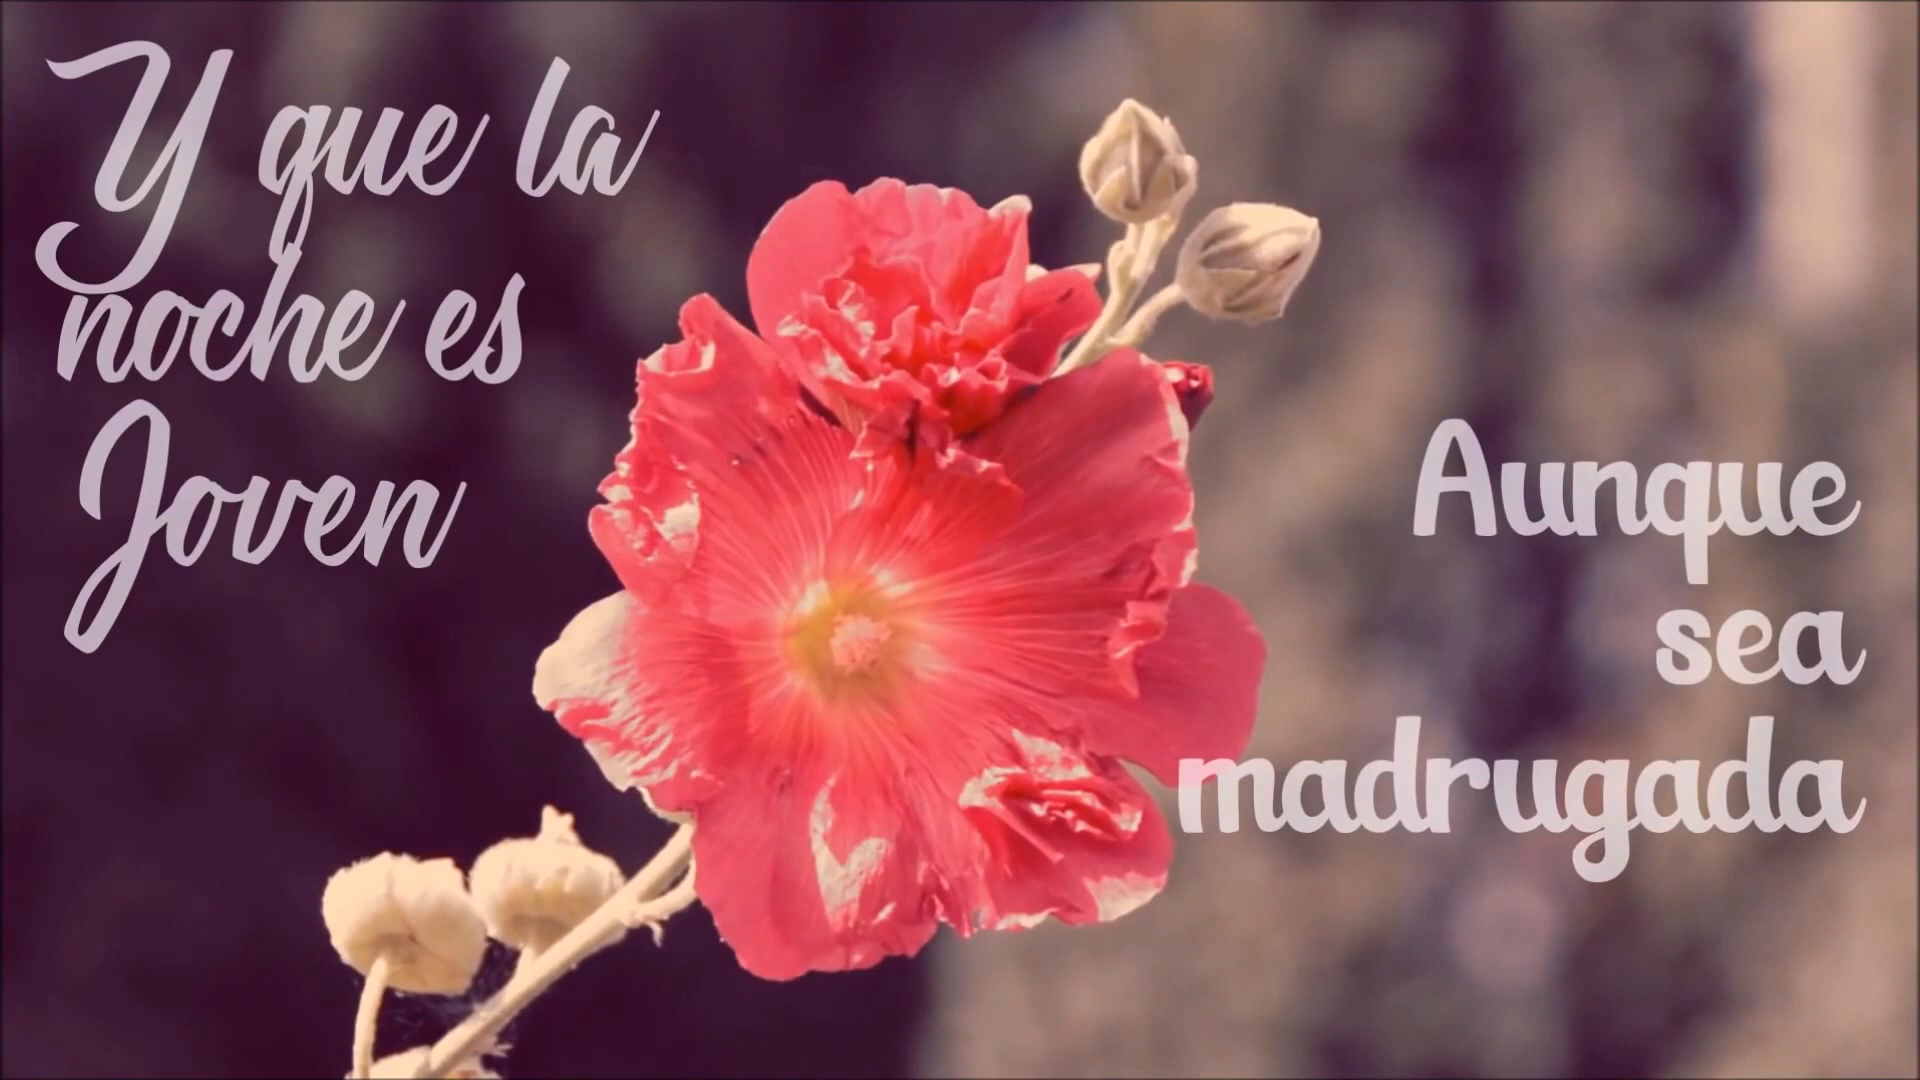 Y que la
noche es
Joven
Aunque
sea
madrugada